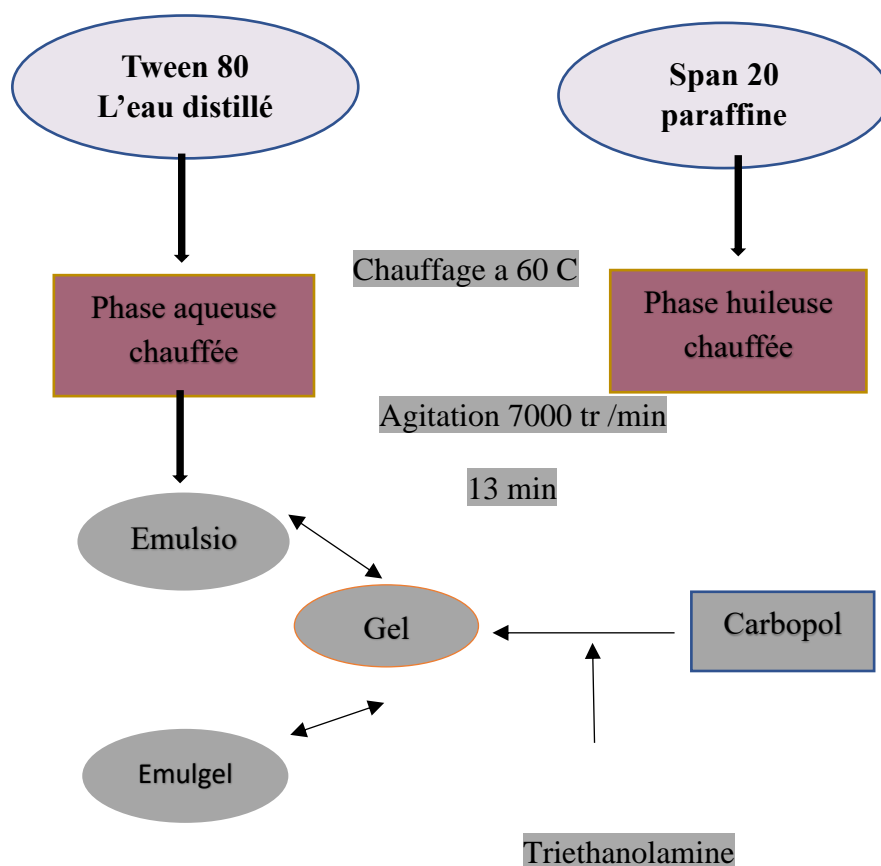 Tween 80
L'eau distillé
Span 20
paraffine
Chauffage a 60 C
Phase aqueuse
chauffée
Phase huileuse
chauffée
Agitation 7000 tr /min
13 min
Emulsio
Gel
Carbopol
Emulgel
Triethanolamine